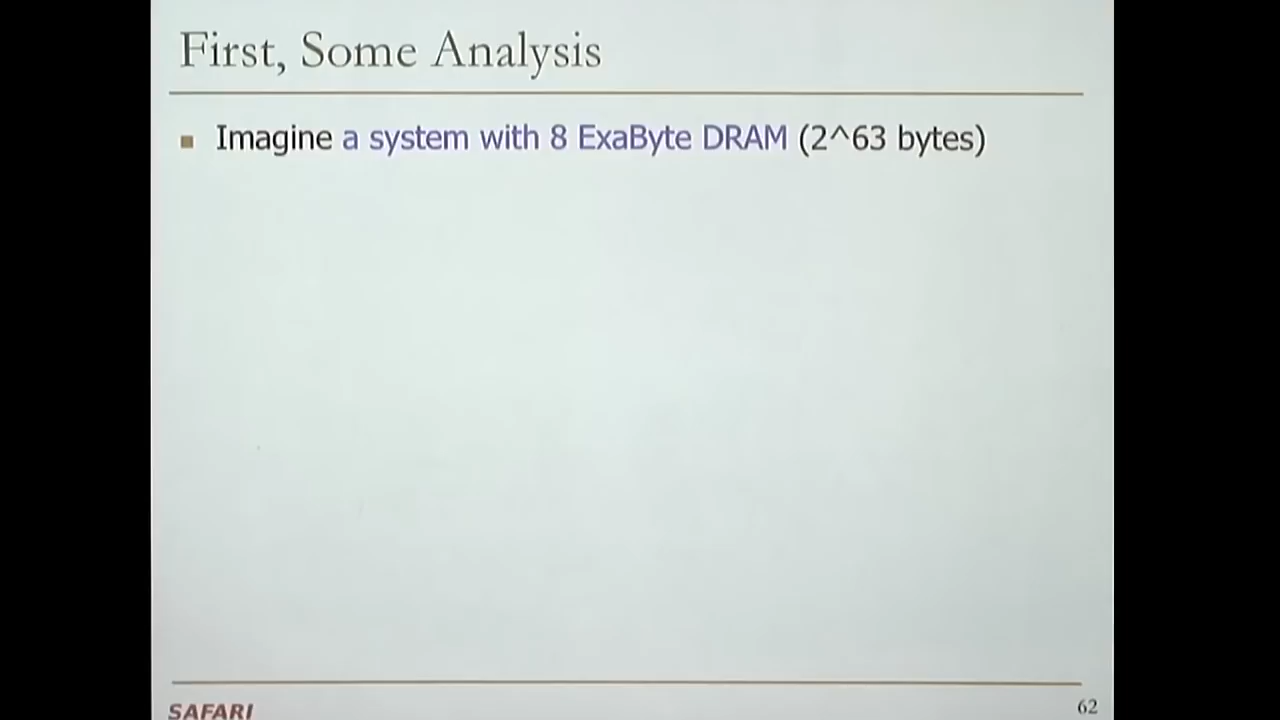 First, Some Analysis
Imagine a system with 8 ExaByte DRAM (2^63 bytes)
SAFARI
62